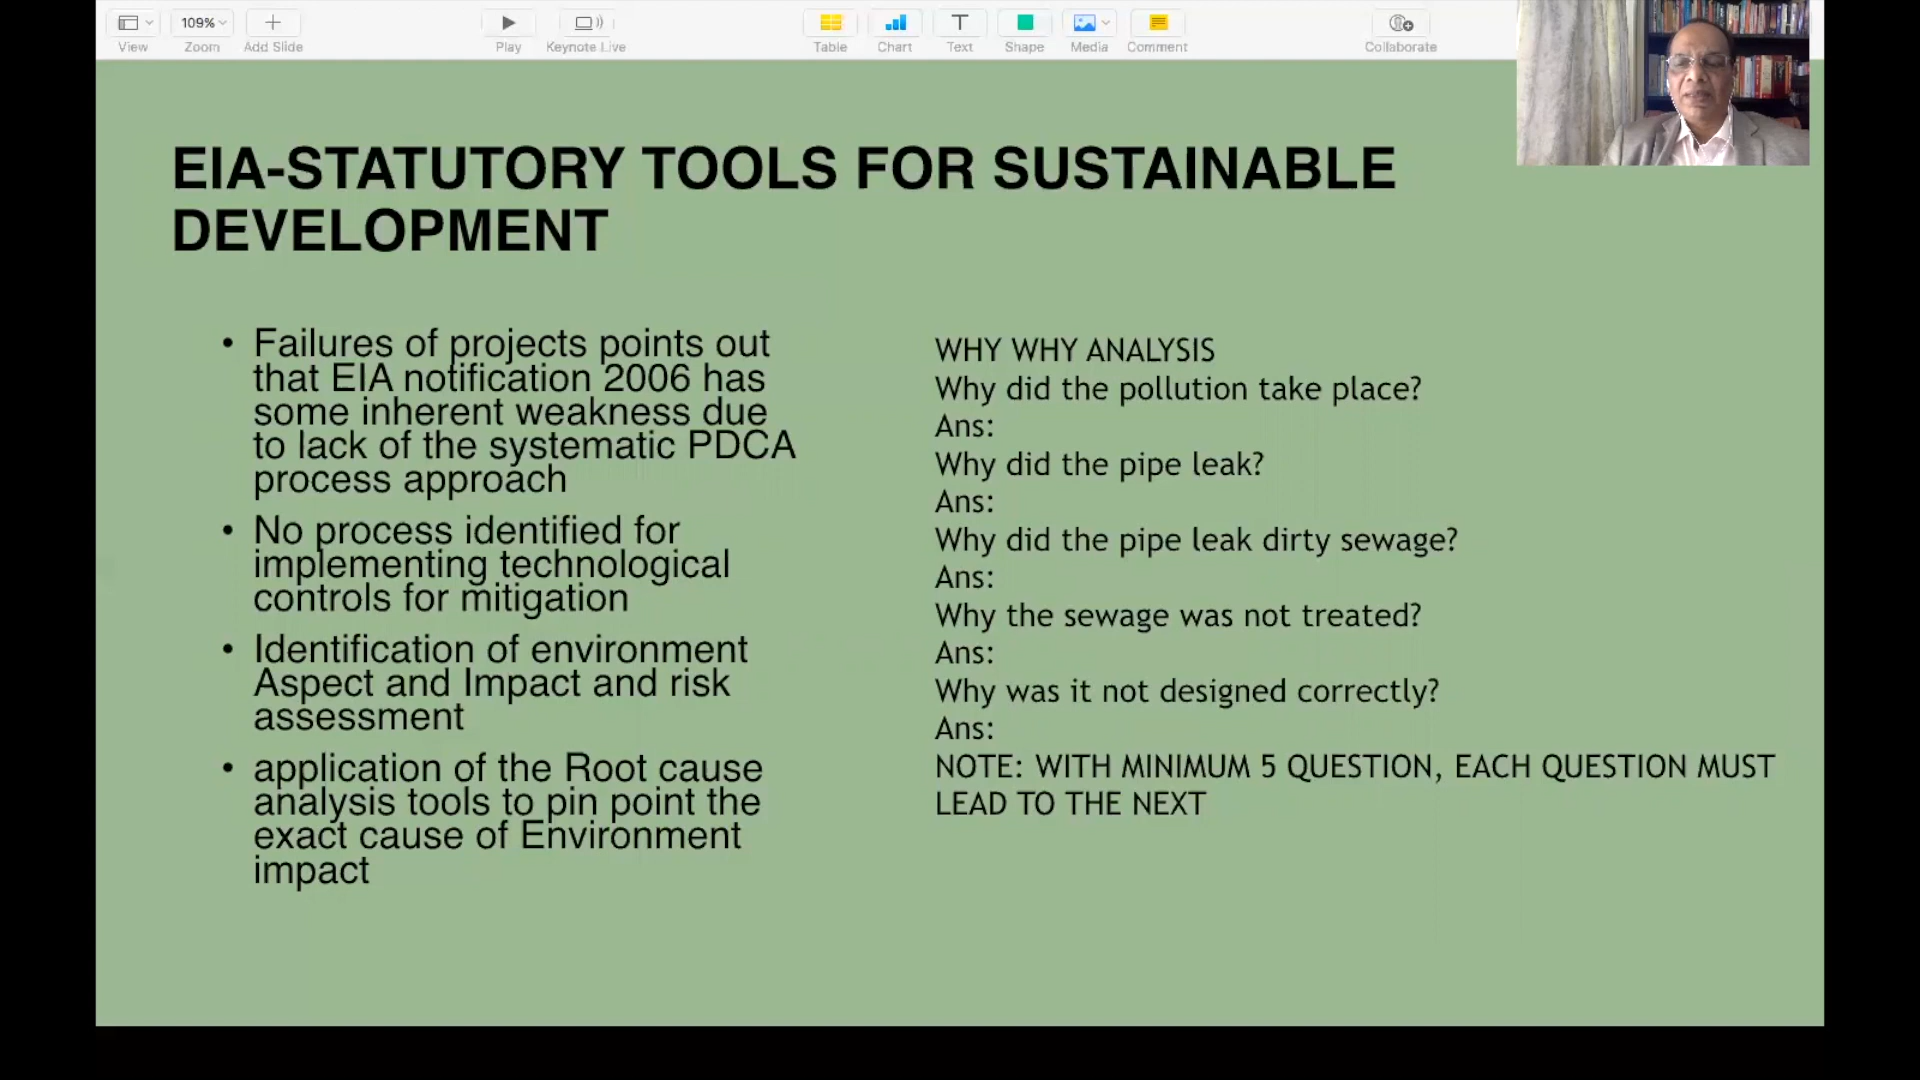 View
109%
Zoom
Add Slide
Play
Keynote Live
Table
Chart
Text
Shape
Media
Comment
Collaborate
EIA-STATUTORY TOOLS FOR SUSTAINABLE
DEVELOPMENT
• Failures of projects points out
that EIA notification 2006 has
some inherent weakness due
to lack of the systematic PDCA
process approach
• No process identified for
implementing technological
controls for mitigation
• Identification of environment
Aspect and Impact and risk
assessment
• application of the Root cause
analysis tools to pin point the
exact cause of Environment
impact
WHY WHY ANALYSIS
Why did the pollution take place?
Ans:
Why did the pipe leak?
Ans:
Why did the pipe leak dirty sewage?
Ans:
Why the sewage was not treated?
Ans:
Why was it not designed correctly?
Ans:
NOTE: WITH MINIMUM 5 QUESTION, EACH QUESTION MUST
LEAD TO THE NEXT